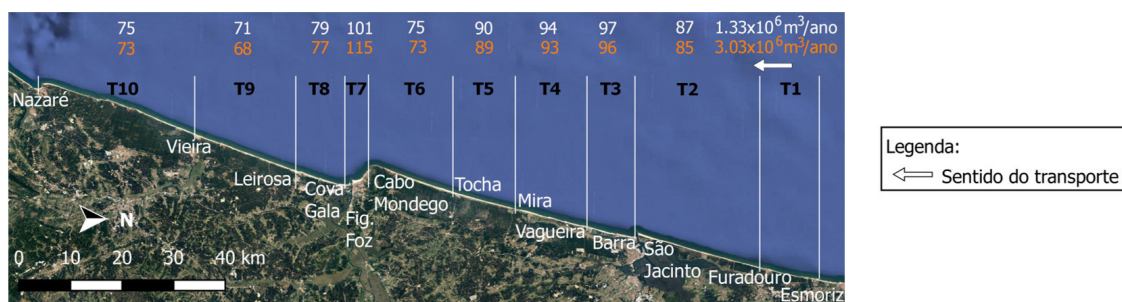 75 71 79 101 75 90 94 97 87 1.33x10⁶m³/ano
73 68 77 115 73 89 93 96 85 3.03x10⁶m³/ano
T10 T9 T8 T7 T6 T5 T4 T3 T2 T1
Nazaré
Vieira
Leirosa
Cova
Gala
Fig.
Foz
Cabo
Mondego
Tocha
Mira
Vagueira
Barra
São
Jacinto
Furadouro
Esmoriz
N
0 10 20 30 40 km
Legenda:
Sentido do transporte